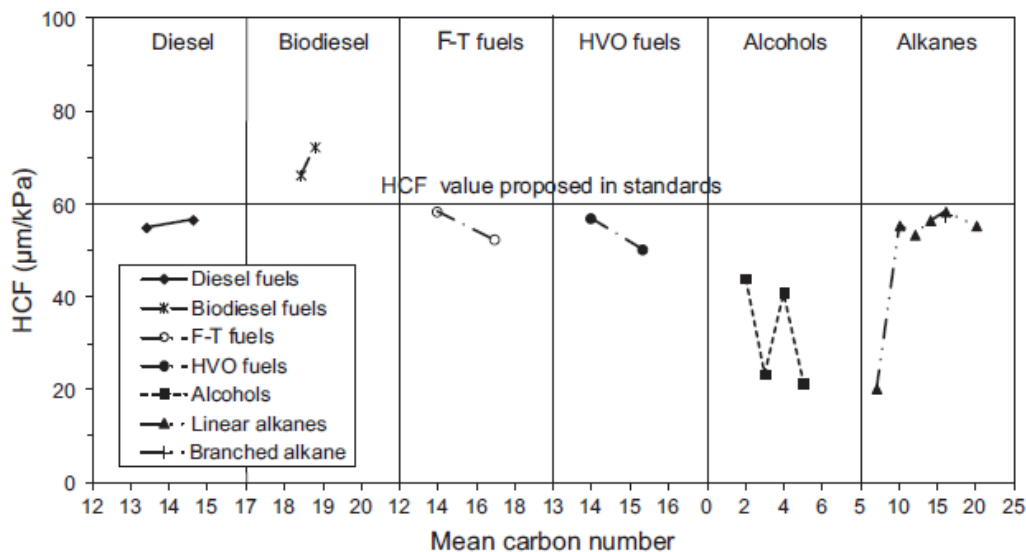 100
80
60
40
20
0
HCF (µm/kPa)
Diesel
Biodiesel
F-T fuels
HVO fuels
Alcohols
Alkanes
HCF value proposed in standards
Diesel fuels
Biodiesel fuels
F-T fuels
HVO fuels
Alcohols
Linear alkanes
Branched alkane
12 13 14 15 16 17 18 19 20 12 14 16 18 13 14 15 16 0 2 4 6 5 10 15 20 25
Mean carbon number